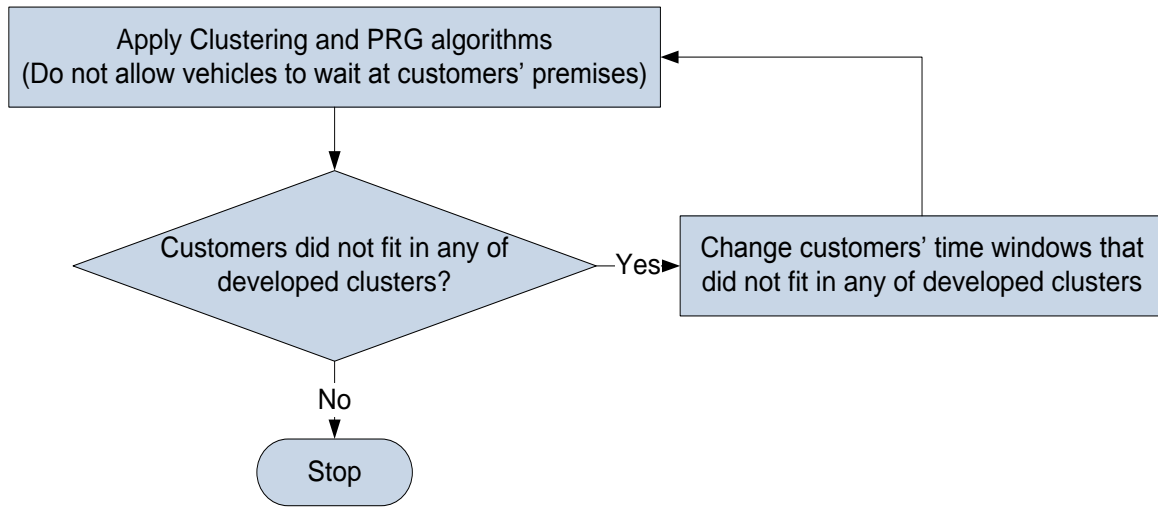 Apply Clustering and PRG algorithms
(Do not allow vehicles to wait at customers’ premises)
Customers did not fit in any of
developed clusters?
Yes
Change customers’ time windows that
did not fit in any of developed clusters
No
Stop